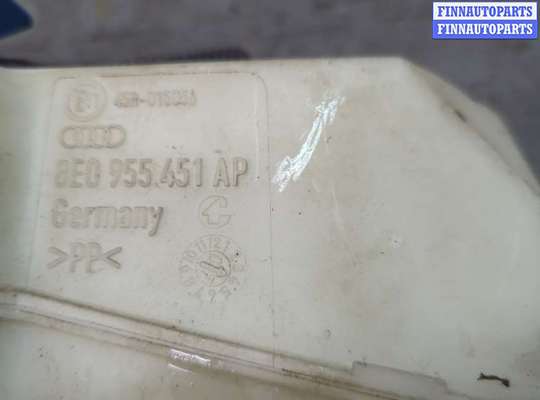 FINNAUTOPARTS
FINNAUTOPARTS
8E0 955.451 AP
Germany
>PP<